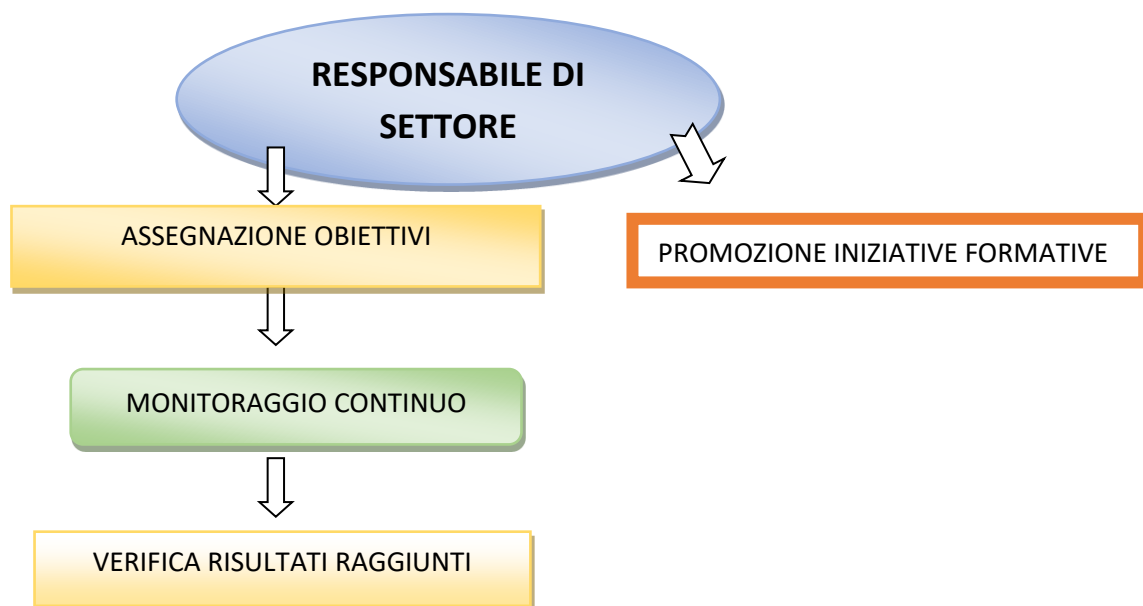 RESPONSABILE DI
SETTORE
ASSEGNAZIONE OBIETTIVI
PROMOZIONE INIZIATIVE FORMATIVE
MONITORAGGIO CONTINUO
VERIFICA RISULTATI RAGGIUNTI